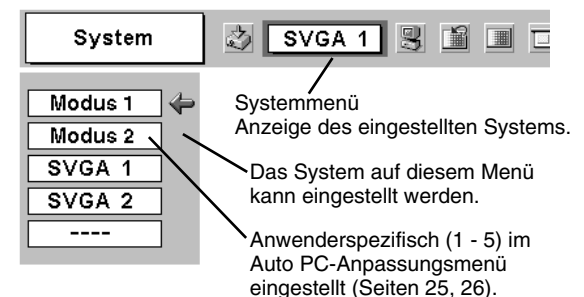 System
SVGA 1
Modus 1
Modus 2
SVGA 1
SVGA 2
----
Systemmenü
Anzeige des eingestellten Systems.
Das System auf diesem Menü
kann eingestellt werden.
Anwenderspezifisch (1 - 5) im
Auto PC-Anpassungsmenü
eingestellt (Seiten 25, 26).